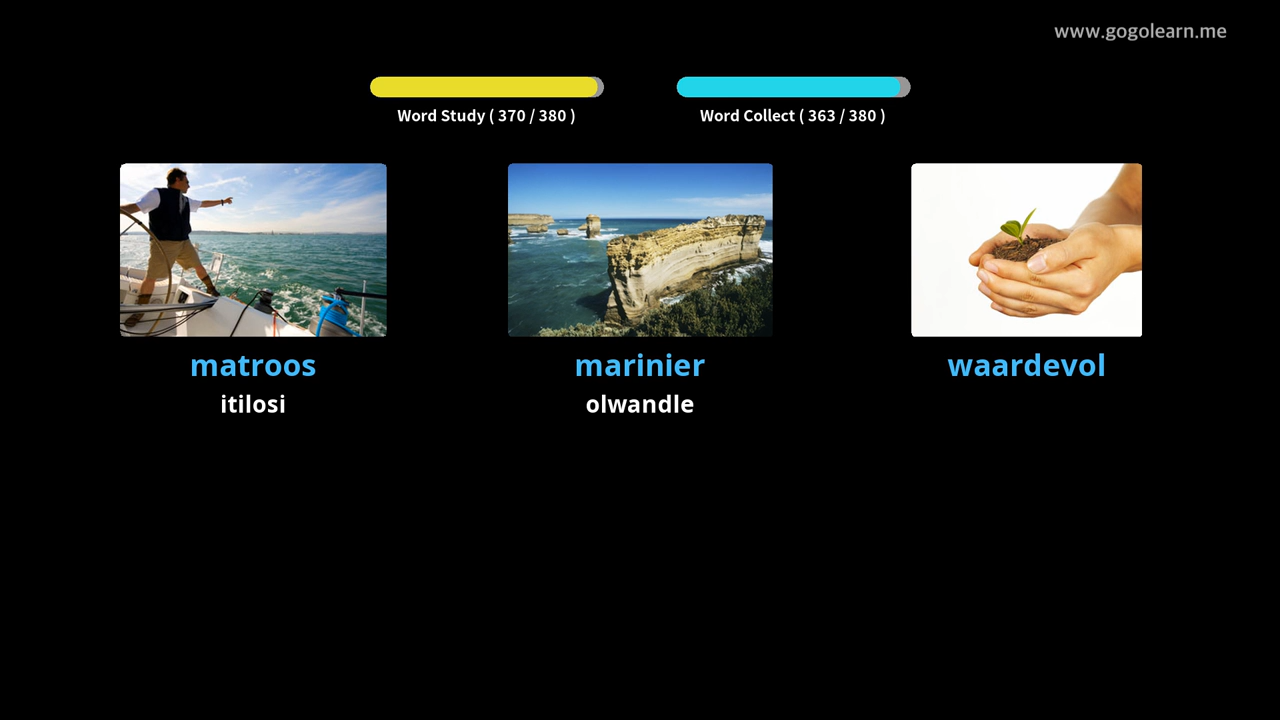 www.gogolearn.me
Word Study ( 370 / 380 )
Word Collect ( 363 / 380 )
matroos
itilosi
marinier
olwandle
waardevol